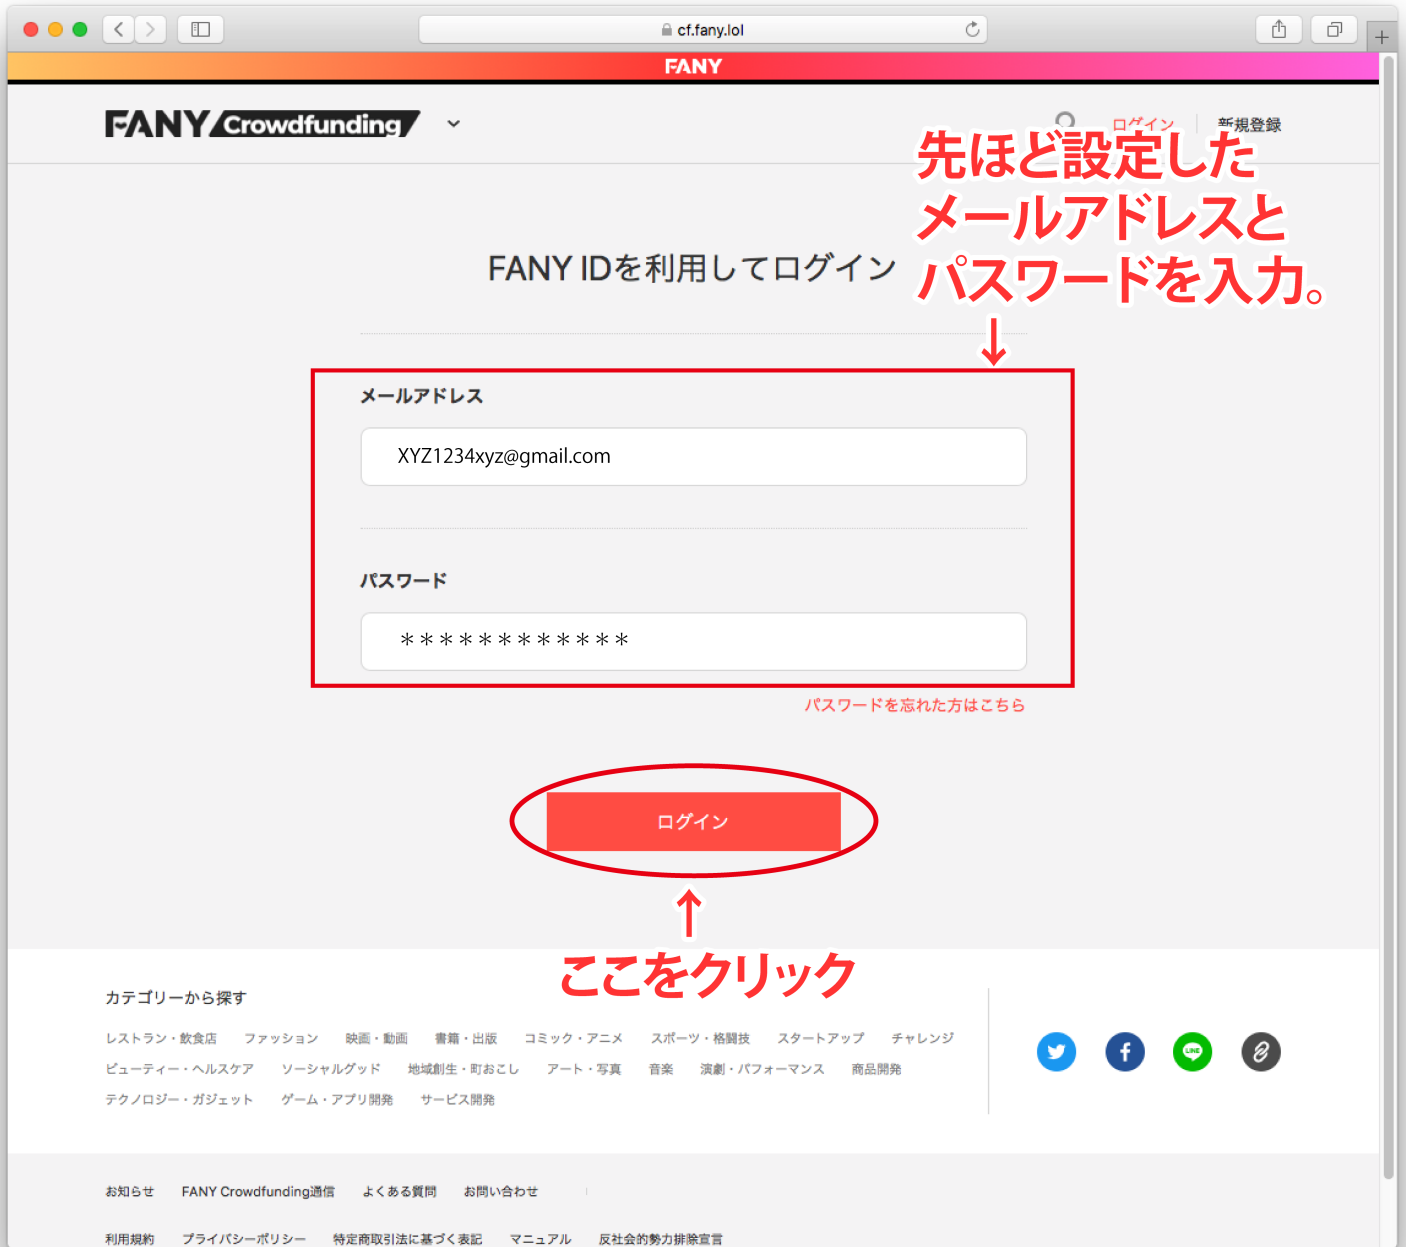 cf.fany.lol
FANY
FANY Crowdfunding
ログイン 新規登録
先ほど設定した
メールアドレスと
パスワードを入力。
↓
FANY IDを利用してログイン
メールアドレス
XYZ1234xyz@gmail.com
パスワード
＊＊＊＊＊＊＊＊＊＊＊＊
パスワードを忘れた方はこちら
ログイン
↑
ここをクリック
カテゴリーから探す
レストラン・飲食店 ファッション 映画・動画 書籍・出版 コミック・アニメ スポーツ・格闘技 スタートアップ チャレンジ
ビューティー・ヘルスケア ソーシャルグッド 地域創生・町おこし アート・写真 音楽 演劇・パフォーマンス 商品開発
テクノロジー・ガジェット ゲーム・アプリ開発 サービス開発
LINE
お知らせ FANY Crowdfunding通信 よくある質問 お問い合わせ
利用規約 プライバシーポリシー 特定商取引法に基づく表記 マニュアル 反社会的勢力排除宣言